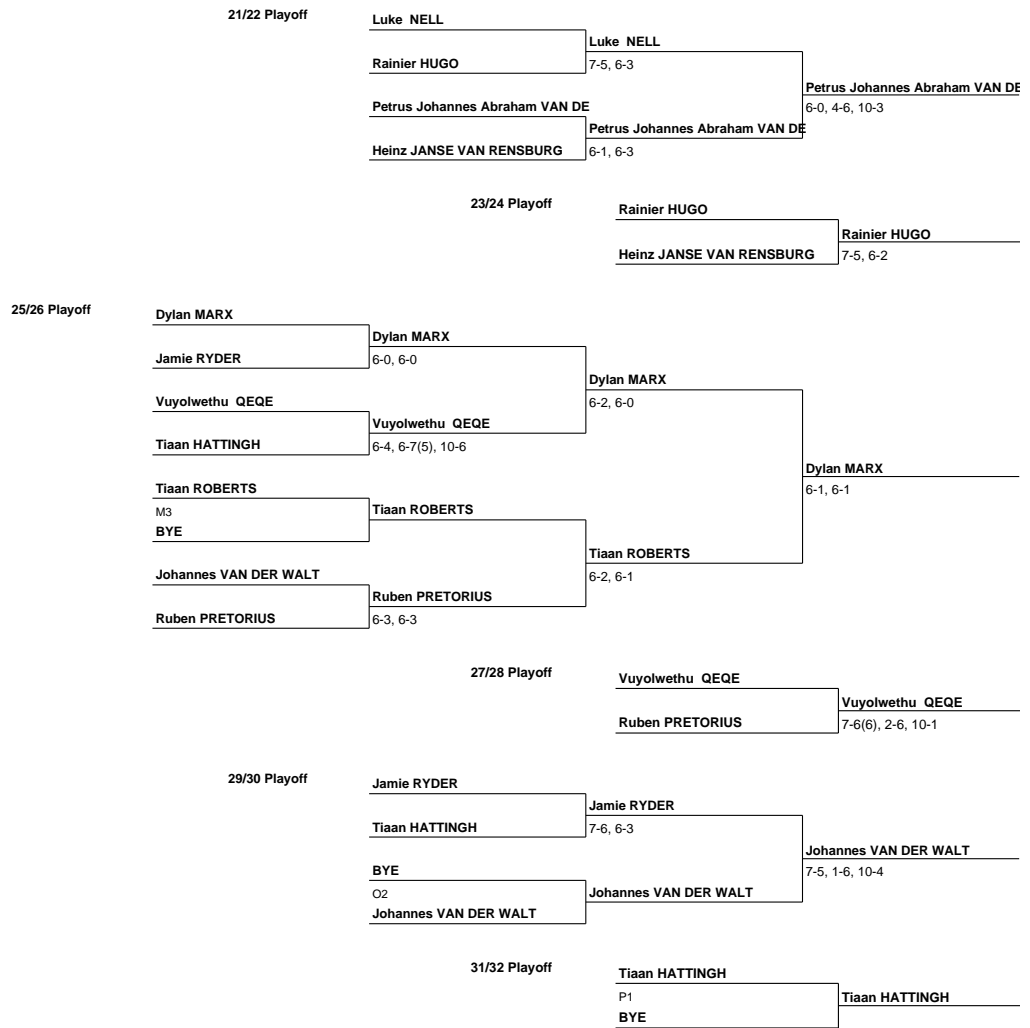 21/22 Playoff
Luke  NELL
Luke  NELL
Rainier HUGO
7-5, 6-3
Petrus Johannes Abraham VAN DE
6-0, 4-6, 10-3
Petrus Johannes Abraham VAN DE
Petrus Johannes Abraham VAN DE
Heinz JANSE VAN RENSBURG
6-1, 6-3
23/24 Playoff
Rainier HUGO
Rainier HUGO
Heinz JANSE VAN RENSBURG
7-5, 6-2
25/26 Playoff
Dylan MARX
Dylan MARX
Jamie RYDER
6-0, 6-0
Dylan MARX
6-2, 6-0
Vuyolwethu  QEQE
Vuyolwethu  QEQE
Tiaan HATTINGH
6-4, 6-7(5), 10-6
Dylan MARX
6-1, 6-1
Tiaan ROBERTS
M3
Tiaan ROBERTS
BYE
Tiaan ROBERTS
6-2, 6-1
Johannes VAN DER WALT
Ruben PRETORIUS
Ruben PRETORIUS
6-3, 6-3
27/28 Playoff
Vuyolwethu  QEQE
Vuyolwethu  QEQE
Ruben PRETORIUS
7-6(6), 2-6, 10-1
29/30 Playoff
Jamie RYDER
Jamie RYDER
Tiaan HATTINGH
7-6, 6-3
Johannes VAN DER WALT
7-5, 1-6, 10-4
BYE
O2
Johannes VAN DER WALT
Johannes VAN DER WALT
31/32 Playoff
Tiaan HATTINGH
P1
Tiaan HATTINGH
BYE